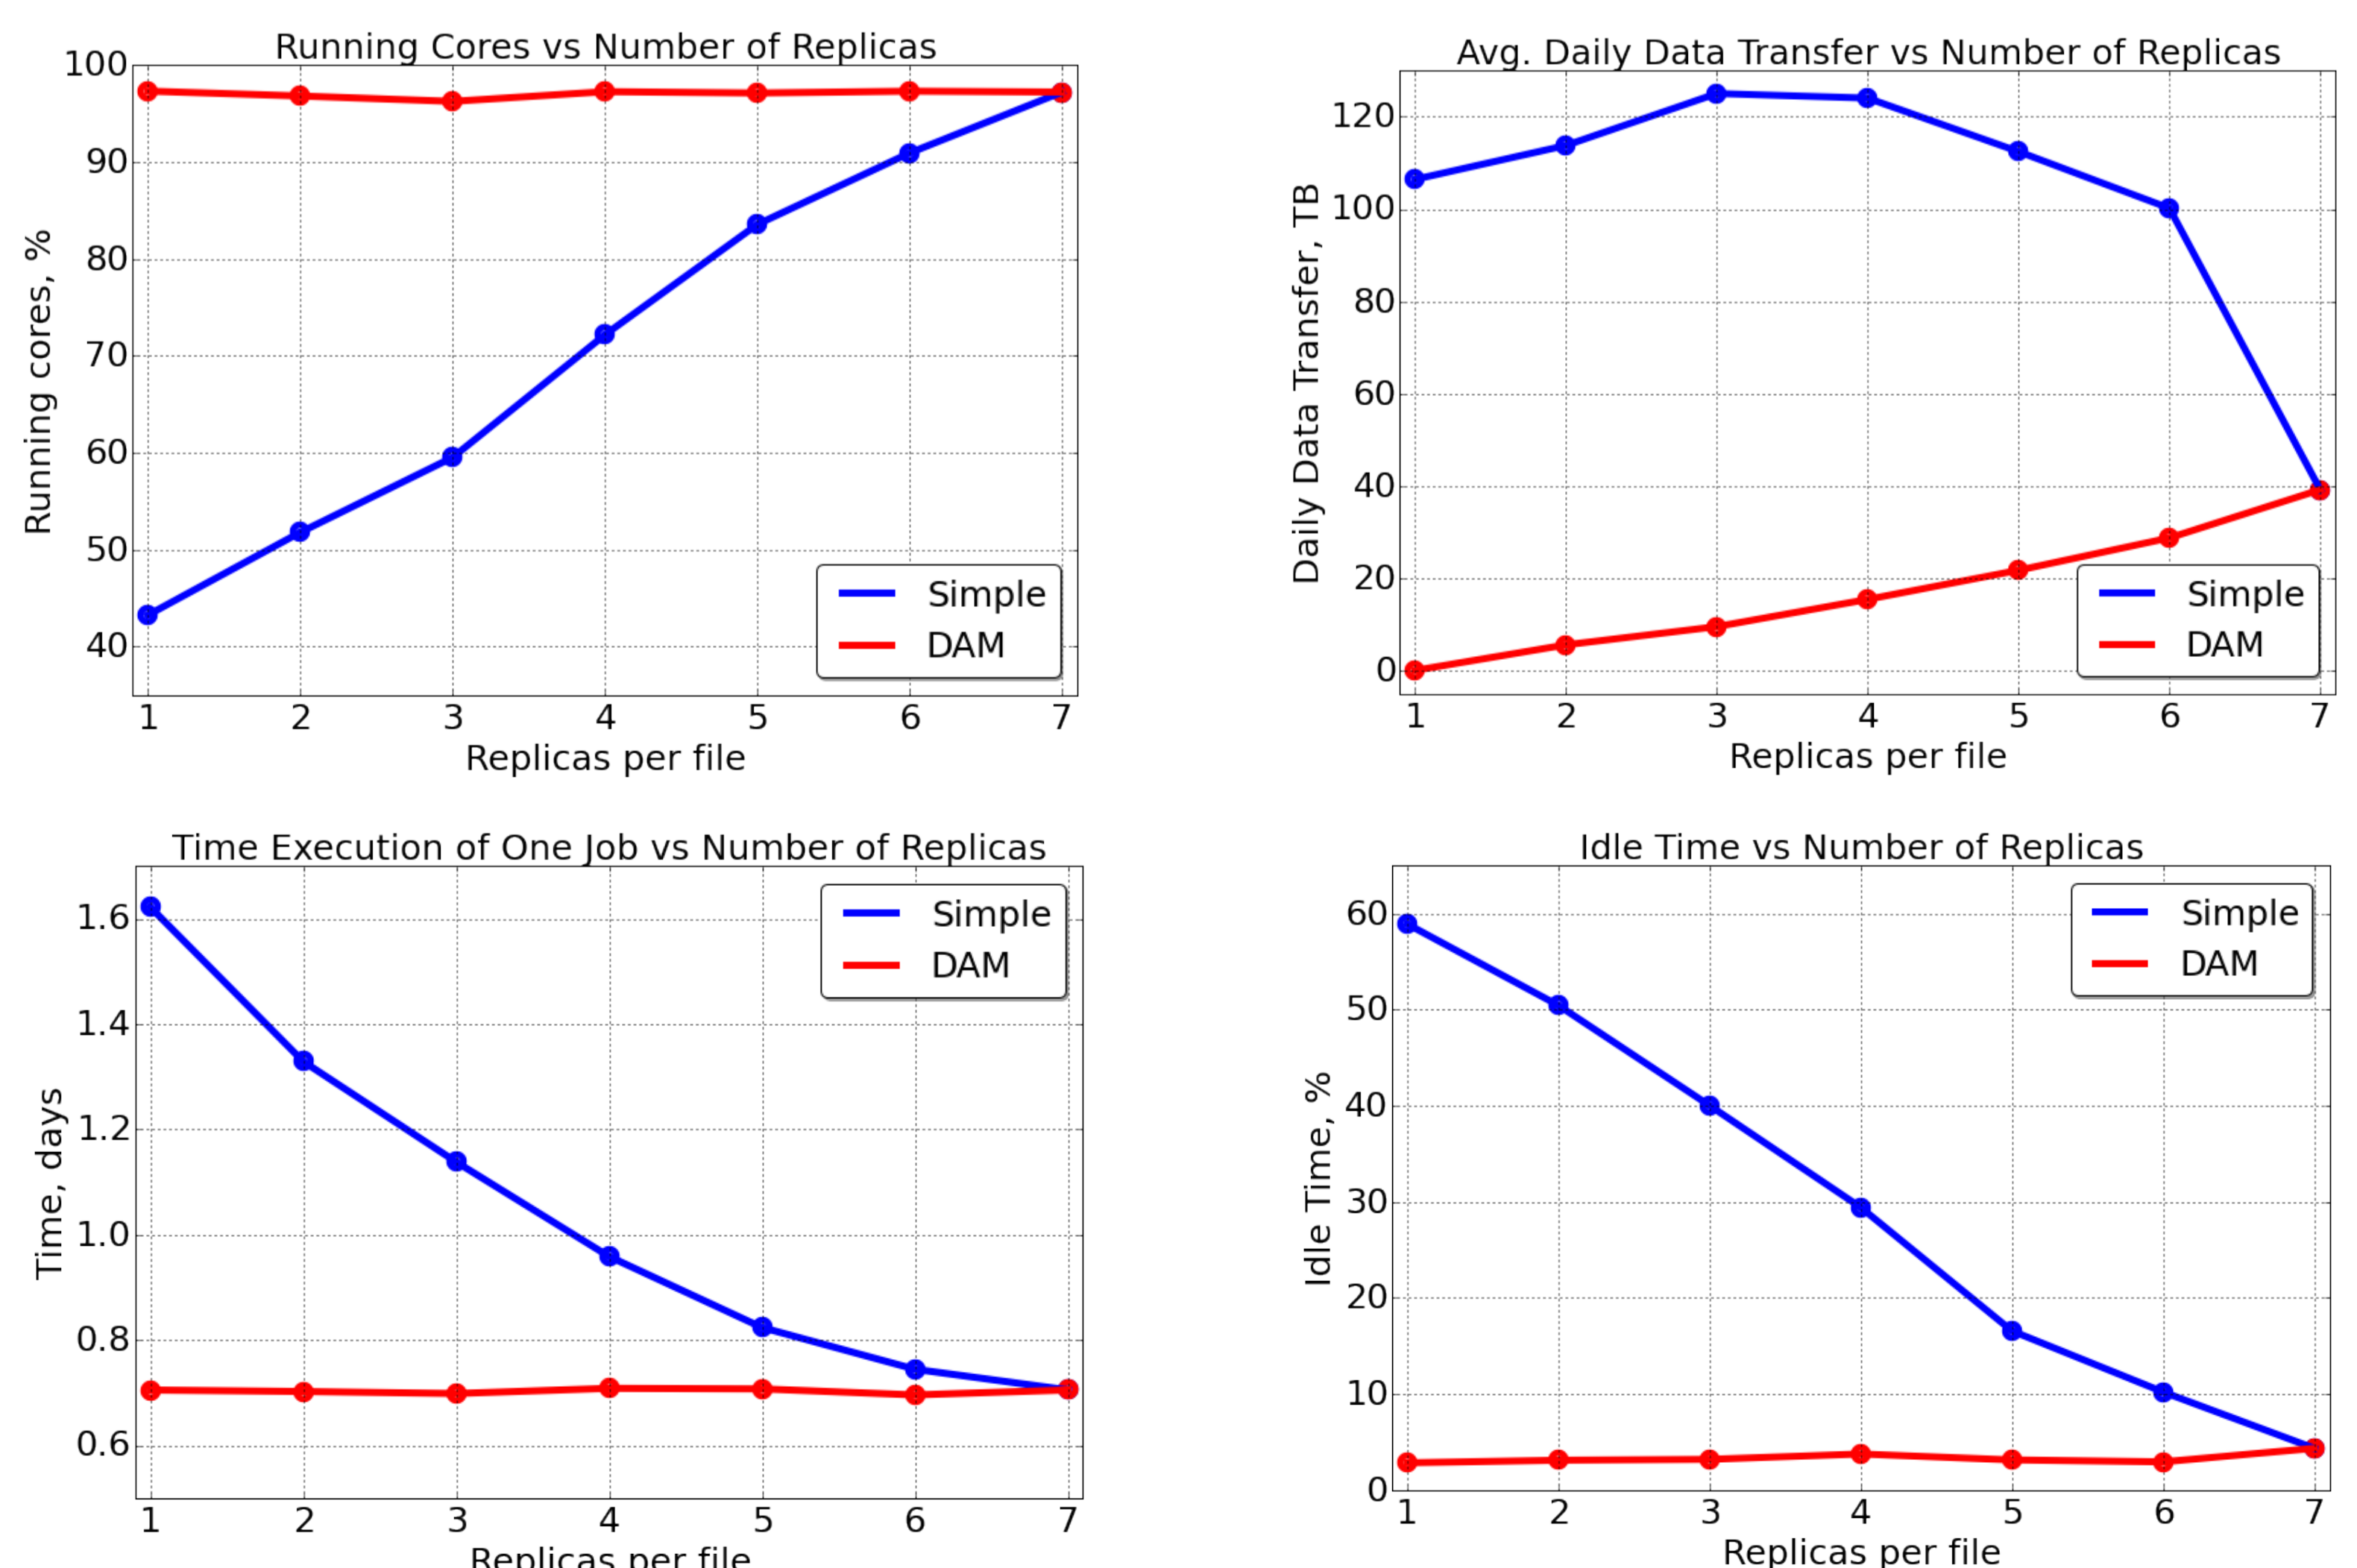 Running Cores vs Number of Replicas
100
90
80
70
60
50
40
Running cores, %
Simple
DAM
1 2 3 4 5 6 7
Replicas per file
Avg. Daily Data Transfer vs Number of Replicas
120
100
80
60
40
20
0
Daily Data Transfer, TB
Simple
DAM
1 2 3 4 5 6 7
Replicas per file
Time Execution of One Job vs Number of Replicas
1.6
1.4
1.2
1.0
0.8
0.6
Time, days
Simple
DAM
1 2 3 4 5 6 7
Replicas per file
Idle Time vs Number of Replicas
60
50
40
30
20
10
0
Idle Time, %
Simple
DAM
1 2 3 4 5 6 7
Replicas per file